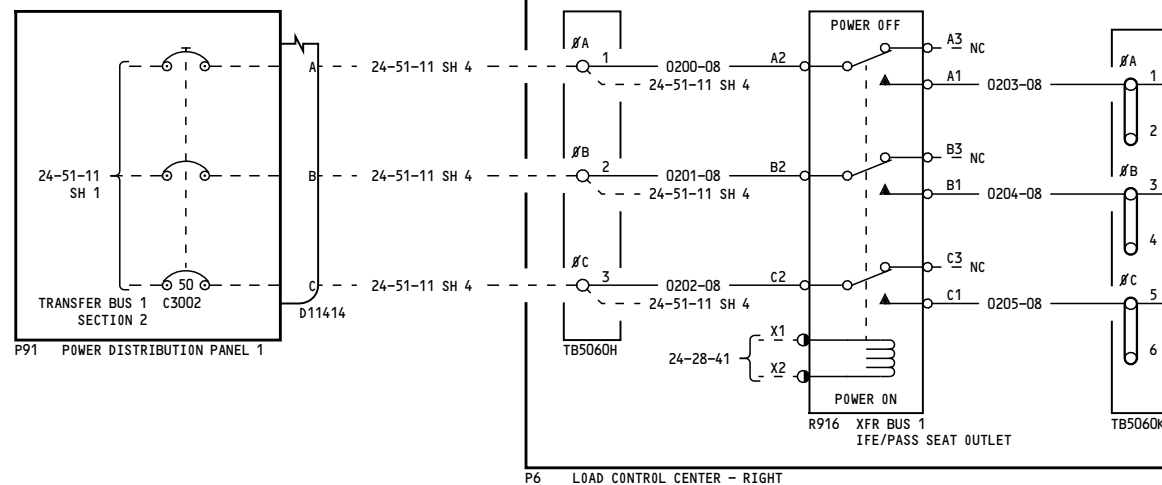 POWER OFF
A3 NC
ØA
ØA
1
A2
A 24-51-11 SH 4
0200-08
24-51-11 SH 4
A1 0203-08
1
2
B3 NC
ØB
ØB
2
B2
24-51-11
SH 1
B 24-51-11 SH 4
0201-08
24-51-11 SH 4
B1 0204-08
3
4
C3 NC
ØC
ØC
3
C2
50
C 24-51-11 SH 4
0202-08
24-51-11 SH 4
C1 0205-08
5
6
TRANSFER BUS 1 C3002
SECTION 2
D11414
P91 POWER DISTRIBUTION PANEL 1
TB5060H
X1
24-28-41
X2
POWER ON
R916 XFR BUS 1
IFE/PASS SEAT OUTLET
TB5060K
P6 LOAD CONTROL CENTER – RIGHT